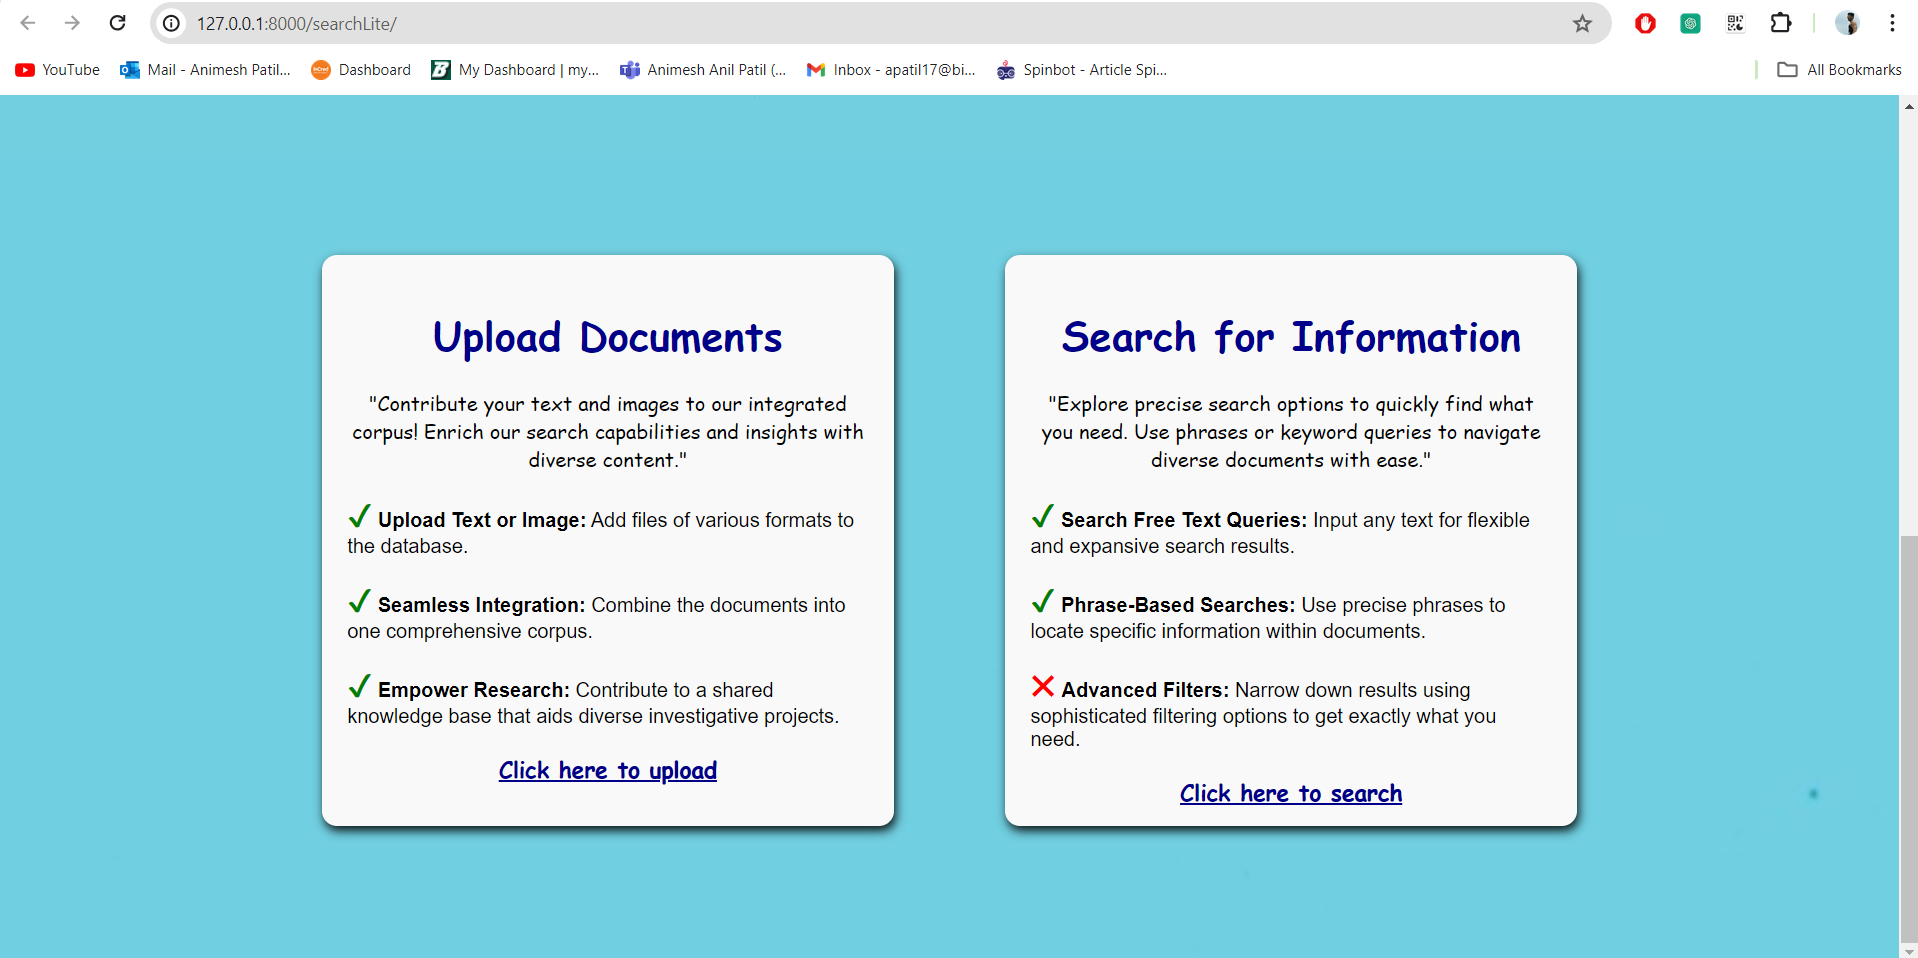 127.0.0.1:8000/searchLite/
YouTube
Mail - Animesh Patil...
Dashboard
My Dashboard | my...
Animesh Anil Patil (...
Inbox - apatil17@bi...
Spinbot - Article Spi...
All Bookmarks
Upload Documents
"Contribute your text and images to our integrated
corpus! Enrich our search capabilities and insights with
diverse content."
✓ Upload Text or Image: Add files of various formats to
the database.
✓ Seamless Integration: Combine the documents into
one comprehensive corpus.
✓ Empower Research: Contribute to a shared
knowledge base that aids diverse investigative projects.
Click here to upload
Search for Information
"Explore precise search options to quickly find what
you need. Use phrases or keyword queries to navigate
diverse documents with ease."
✓ Search Free Text Queries: Input any text for flexible
and expansive search results.
✓ Phrase-Based Searches: Use precise phrases to
locate specific information within documents.
✕ Advanced Filters: Narrow down results using
sophisticated filtering options to get exactly what you
need.
Click here to search